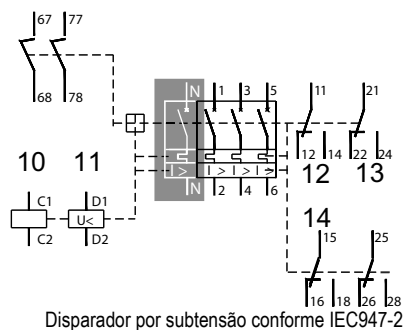 67 77
68 78
N 1 3 5
11 21
12 14 22 24
10 11
12 13
I > I > I > I >
N 2 4 6
C1 D1
U<
C2 D2
14
15 25
16 18 26 28
Disparador por subtensão conforme IEC947-2